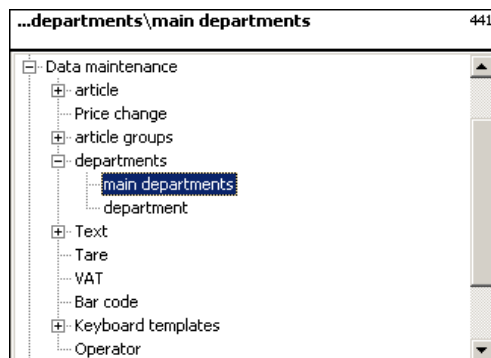 ...departments\main departments 441
Data maintenance
article
Price change
article groups
departments
main departments
department
Text
Tare
VAT
Bar code
Keyboard templates
Operator